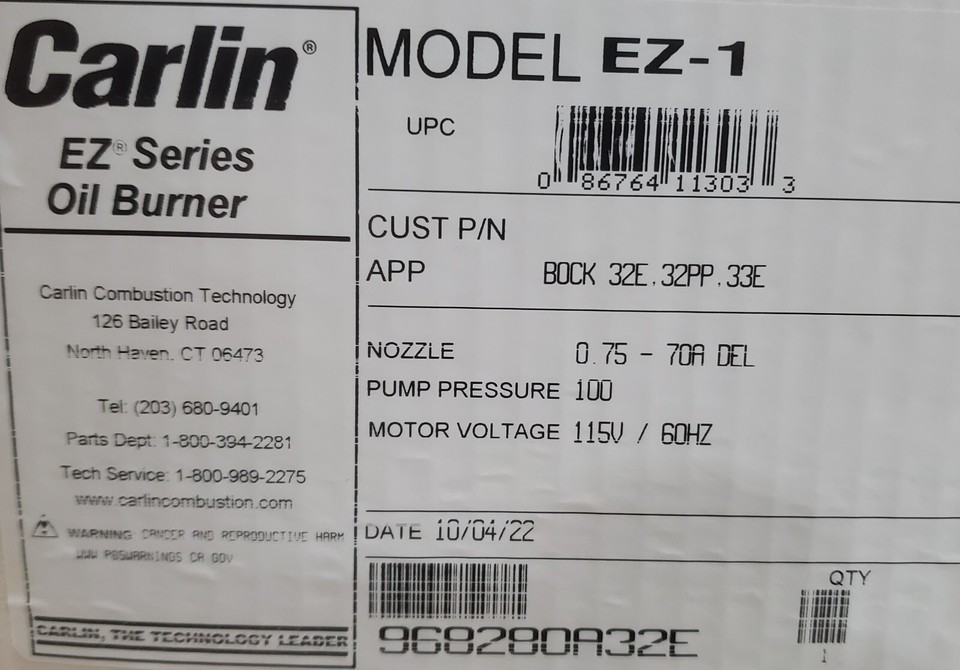 Carlin®
EZ® Series
Oil Burner
Carlin Combustion Technology
126 Bailey Road
North Haven, CT 06473
Tel: (203) 680-9401
Parts Dept: 1-800-394-2281
Tech Service: 1-800-989-2275
www.carlincombustion.com
WARNING: CANCER AND REPRODUCTIVE HARM
WWW P65WARNINGS CA GOV
CARLIN, THE TECHNOLOGY LEADER
MODEL EZ-1
UPC
0 86764 11303 3
CUST P/N
APP BOCK 32E,32PP,33E
NOZZLE 0.75 - 70A DEL
PUMP PRESSURE 100
MOTOR VOLTAGE 115V / 60HZ
DATE 10/04/22
QTY
968280A32E
1